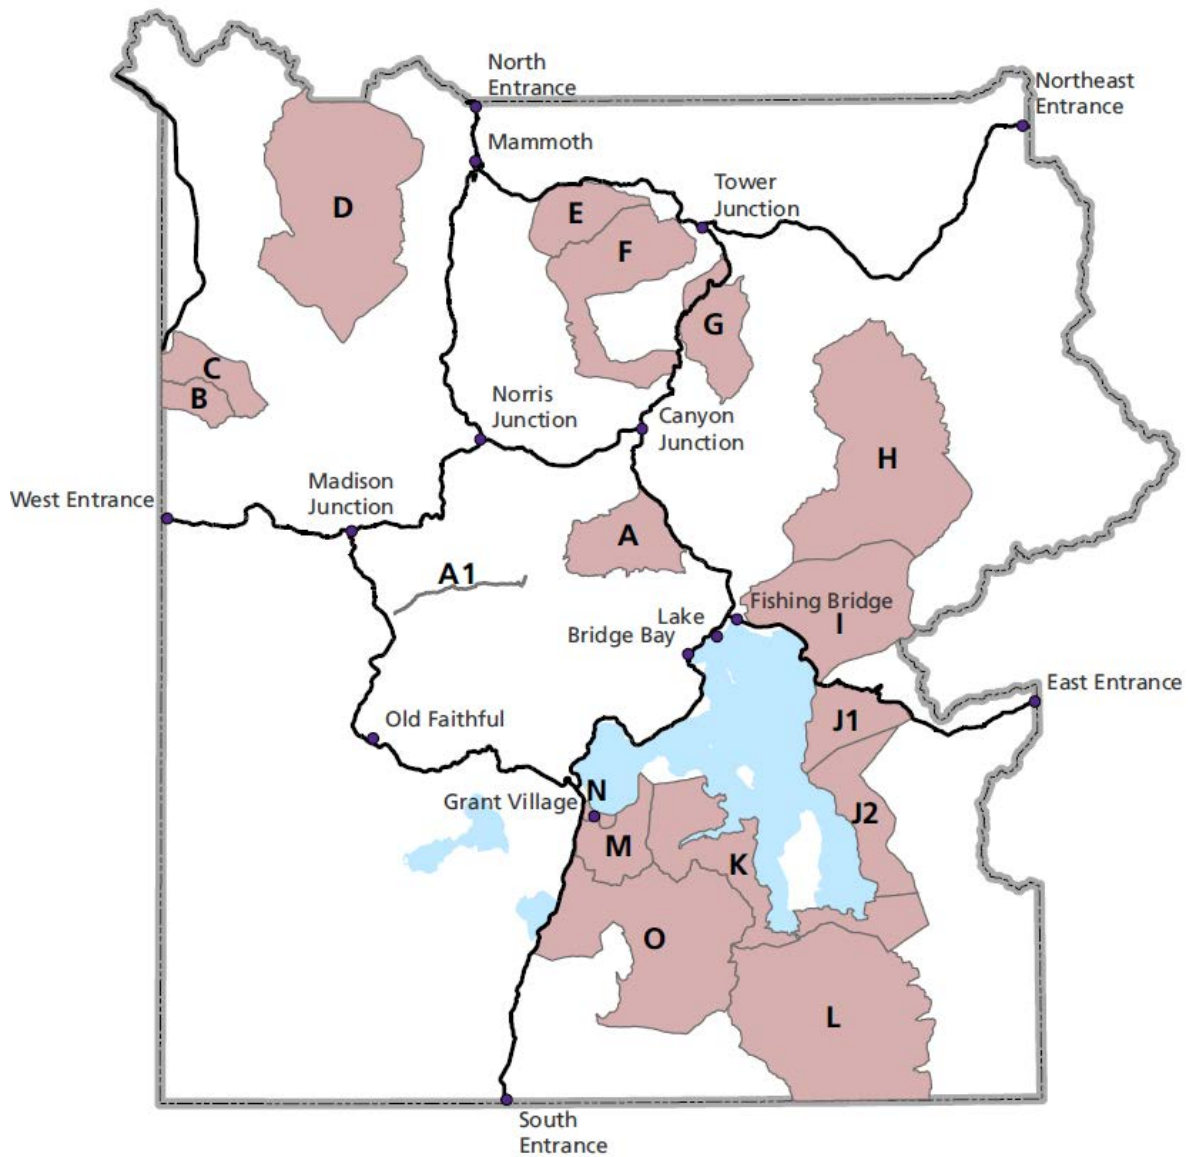 North
Entrance
Northeast
Entrance
Mammoth
Tower
Junction
D
E
F
G
C
B
Norris
Junction
Canyon
Junction
H
Madison
Junction
West Entrance
A
A1
Fishing Bridge
Lake
I
Bridge Bay
East Entrance
Old Faithful
J1
N
Grant Village
J2
M
K
O
L
South
Entrance